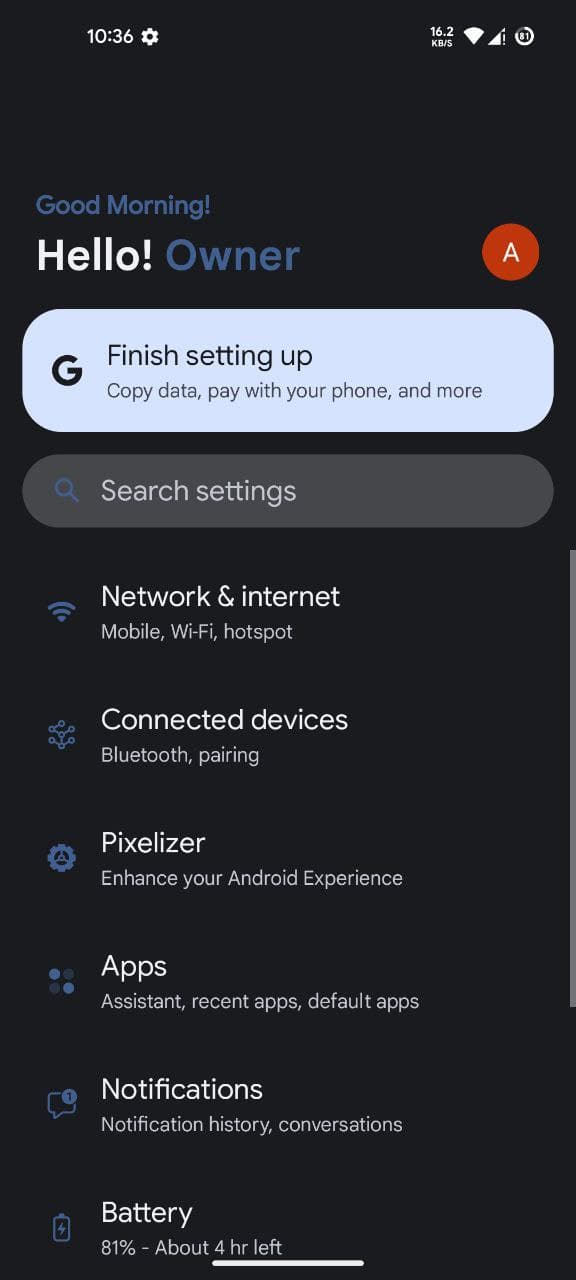 10:36
16.2
KB/S
81
Good Morning!
Hello! Owner
A
G
Finish setting up
Copy data, pay with your phone, and more
Search settings
Network & internet
Mobile, Wi-Fi, hotspot
Connected devices
Bluetooth, pairing
Pixelizer
Enhance your Android Experience
Apps
Assistant, recent apps, default apps
1
Notifications
Notification history, conversations
Battery
81% - About 4 hr left